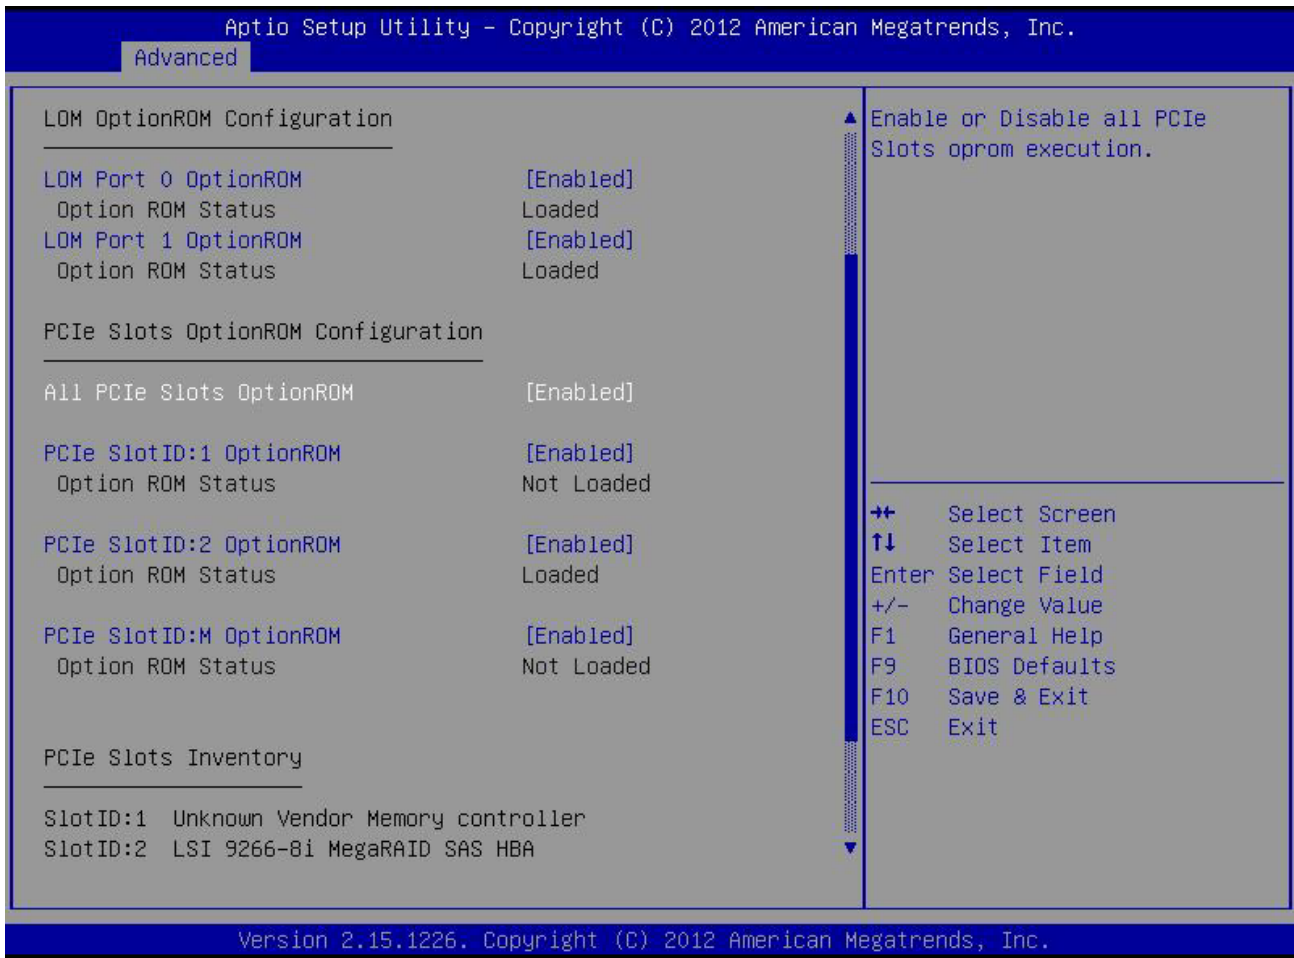 Aptio Setup Utility – Copyright (C) 2012 American Megatrends, Inc.
Advanced
LOM OptionROM Configuration
LOM Port 0 OptionROM [Enabled]
Option ROM Status Loaded
LOM Port 1 OptionROM [Enabled]
Option ROM Status Loaded
PCIe Slots OptionROM Configuration
All PCIe Slots OptionROM [Enabled]
PCIe SlotID:1 OptionROM [Enabled]
Option ROM Status Not Loaded
PCIe SlotID:2 OptionROM [Enabled]
Option ROM Status Loaded
PCIe SlotID:M OptionROM [Enabled]
Option ROM Status Not Loaded
PCIe Slots Inventory
SlotID:1 Unknown Vendor Memory controller
SlotID:2 LSI 9266-8i MegaRAID SAS HBA
Enable or Disable all PCIe
Slots oprom execution.
→← Select Screen
↑↓ Select Item
Enter Select Field
+/- Change Value
F1 General Help
F9 BIOS Defaults
F10 Save & Exit
ESC Exit
Version 2.15.1226. Copyright (C) 2012 American Megatrends, Inc.